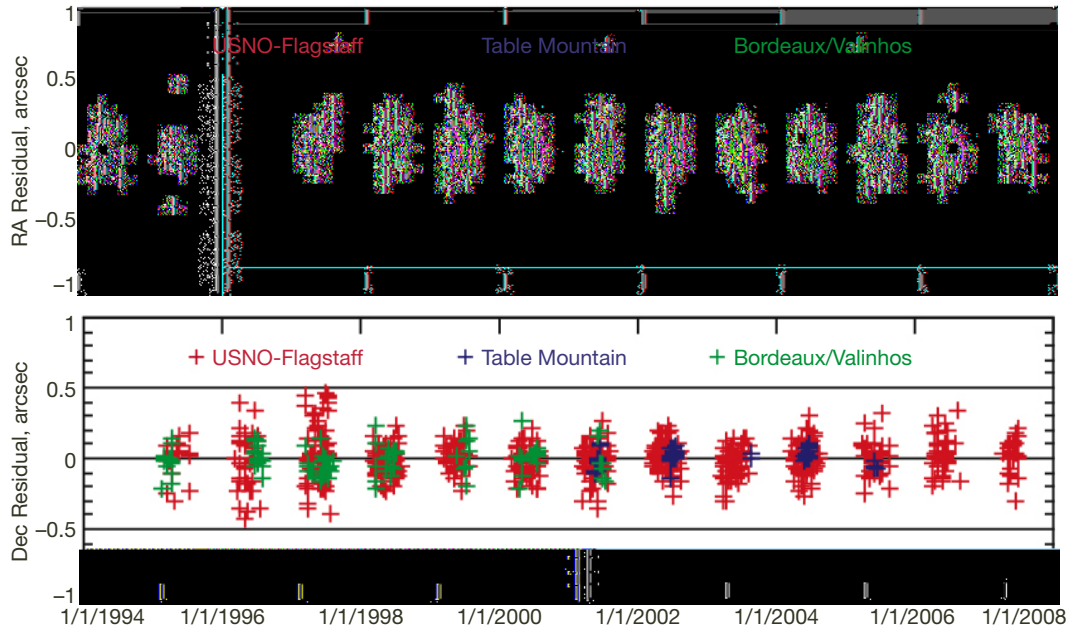 1
USNO-Flagstaff
Table Mountain
Bordeaux/Valinhos
RA Residual, arcsec
0.5
0
–0.5
–1
1
USNO-Flagstaff
Table Mountain
Bordeaux/Valinhos
Dec Residual, arcsec
0.5
0
–0.5
–1
1/1/1994 1/1/1996 1/1/1998 1/1/2000 1/1/2002 1/1/2004 1/1/2006 1/1/2008